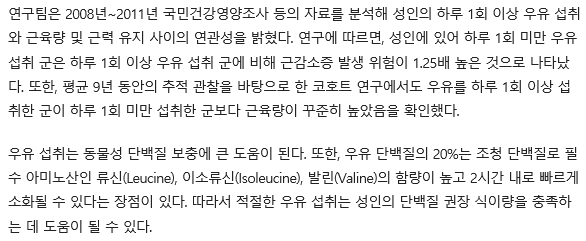 연구팀은 2008년~2011년 국민건강영양조사 등의 자료를 분석해 성인의 하루 1회 이상 우유 섭취
와 근육량 및 근력 유지 사이의 연관성을 밝혔다. 연구에 따르면, 성인에 있어 하루 1회 미만 우유
섭취 군은 하루 1회 이상 우유 섭취 군에 비해 근감소증 발생 위험이 1.25배 높은 것으로 나타났
다. 또한, 평균 9년 동안의 추적 관찰을 바탕으로 한 코호트 연구에서도 우유를 하루 1회 이상 섭
취한 군이 하루 1회 미만 섭취한 군보다 근육량이 꾸준히 높았음을 확인했다.
우유 섭취는 동물성 단백질 보충에 큰 도움이 된다. 또한, 우유 단백질의 20%는 조청 단백질로 필
수 아미노산인 류신(Leucine), 이소류신(Isoleucine), 발린(Valine)의 함량이 높고 2시간 내로 빠르게
소화될 수 있다는 장점이 있다. 따라서 적절한 우유 섭취는 성인의 단백질 권장 식이량을 충족하
는 데 도움이 될 수 있다.